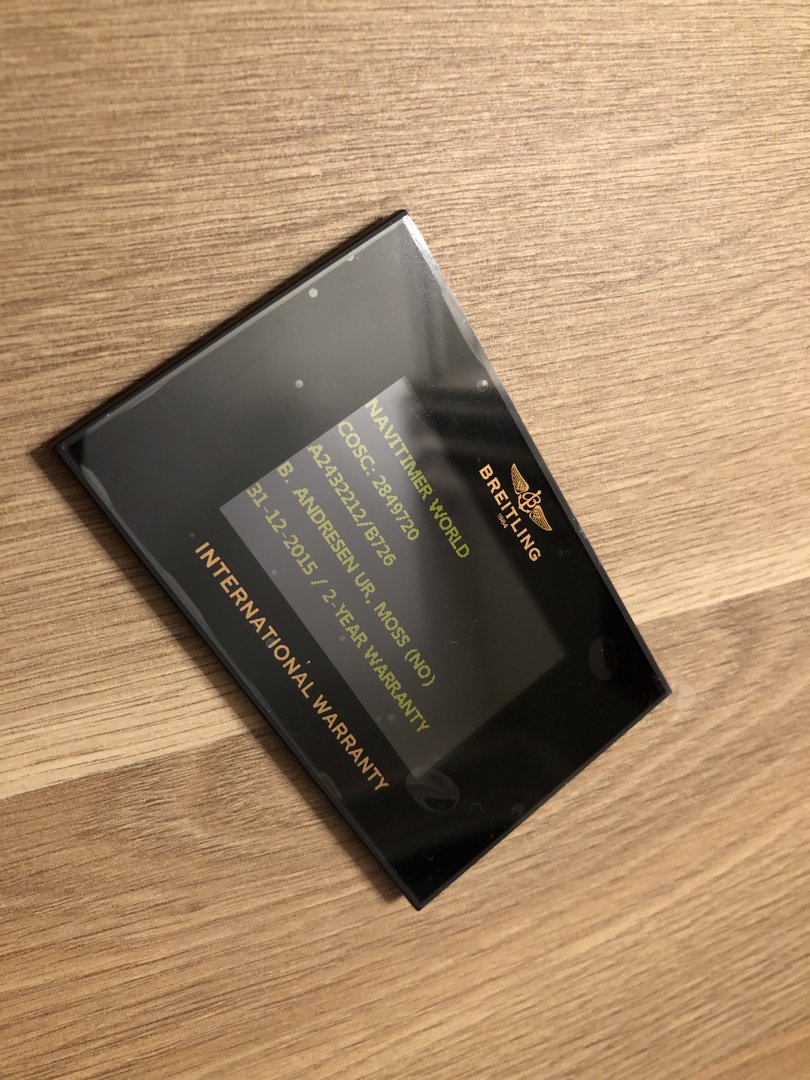 BREITLING
1884
NAVITIMER WORLD
COSC: 2849720
A2432212/B726
B. ANDRESEN UR, MOSS (NO)
31-12-2015 / 2-YEAR WARRANTY
INTERNATIONAL WARRANTY